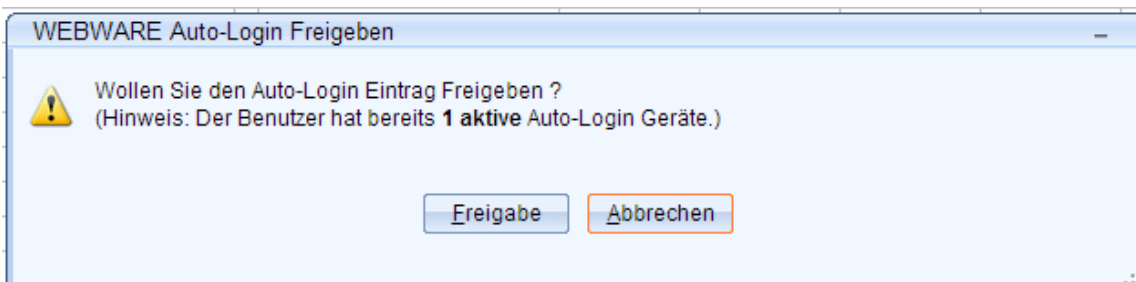 WEBWARE Auto-Login Freigeben
Wollen Sie den Auto-Login Eintrag Freigeben ?
(Hinweis: Der Benutzer hat bereits 1 aktive Auto-Login Geräte.)
Freigabe Abbrechen